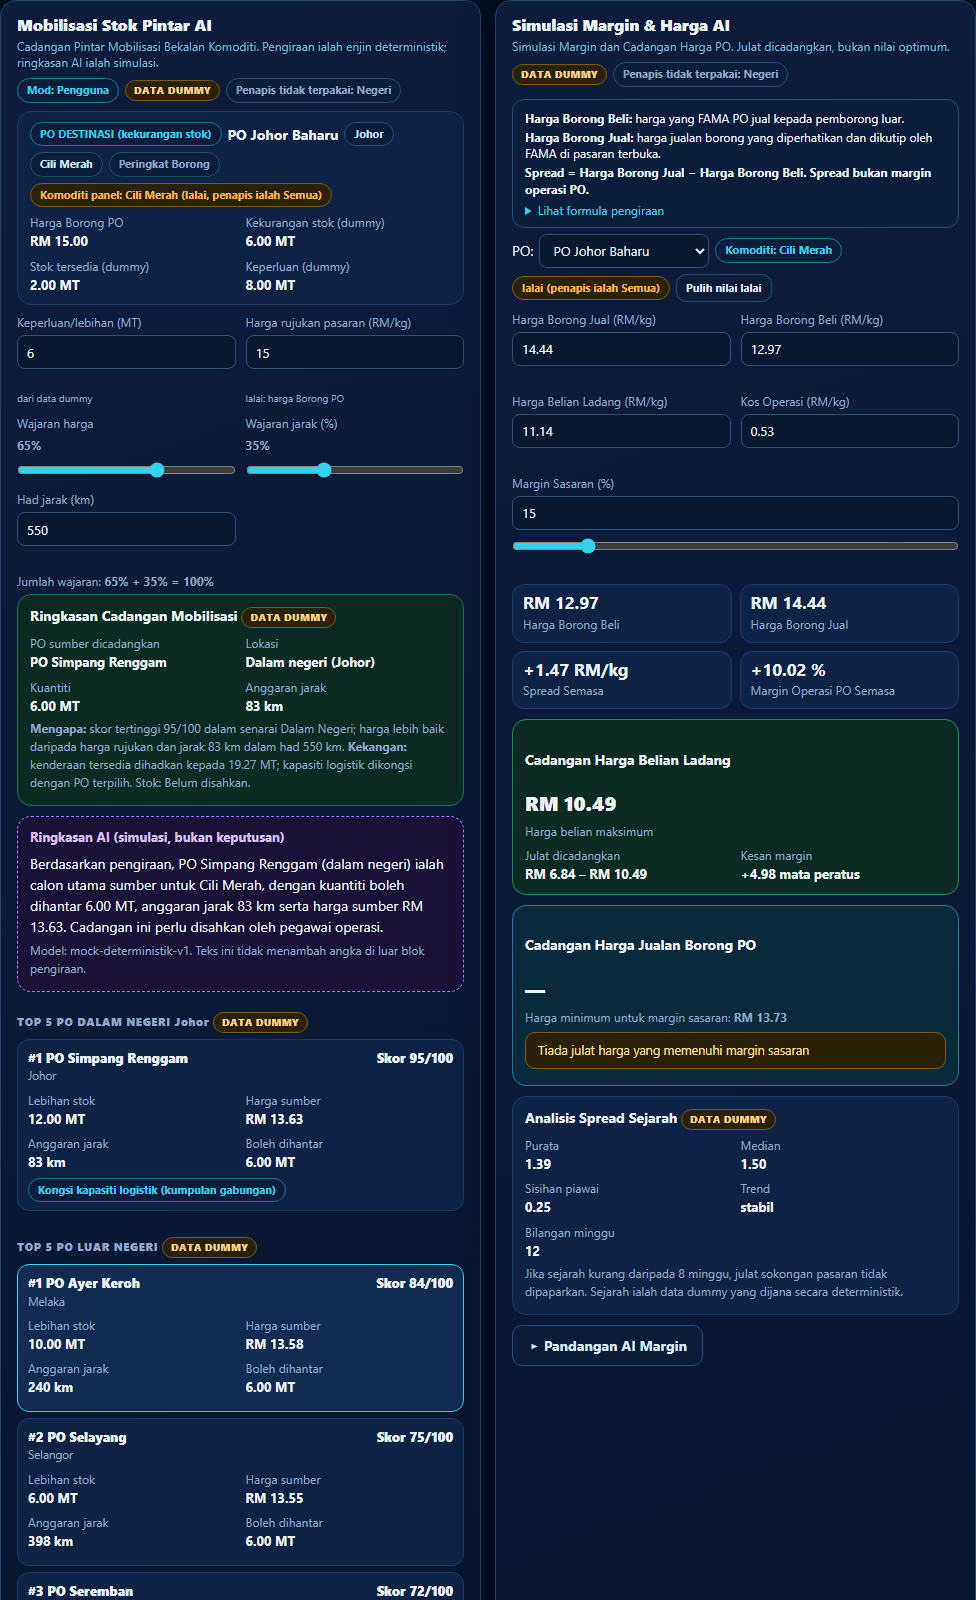 Mobilisasi Stok Pintar AI
Cadangan Pintar Mobilisasi Bekalan Komoditi. Pengiraan ialah enjin deterministik;
ringkasan AI ialah simulasi.
Mod: Pengguna
DATA DUMMY
Penapis tidak terpakai: Negeri
PO DESTINASI (kekurangan stok)
PO Johor Baharu
Johor
Cili Merah
Peringkat Borong
Komoditi panel: Cili Merah (lalai, penapis ialah Semua)
Harga Borong PO
RM 15.00
Kekurangan stok (dummy)
6.00 MT
Stok tersedia (dummy)
2.00 MT
Keperluan (dummy)
8.00 MT
Keperluan/lebihan (MT)
6
dari data dummy
Harga rujukan pasaran (RM/kg)
15
lalai: harga Borong PO
Wajaran harga
65%
Wajaran jarak (%)
35%
Had jarak (km)
550
Jumlah wajaran: 65% + 35% = 100%
Ringkasan Cadangan Mobilisasi
DATA DUMMY
PO sumber dicadangkan
PO Simpang Renggam
Lokasi
Dalam negeri (Johor)
Kuantiti
6.00 MT
Anggaran jarak
83 km
Mengapa: skor tertinggi 95/100 dalam senarai Dalam Negeri; harga lebih baik
daripada harga rujukan dan jarak 83 km dalam had 550 km. Kekangan:
kenderaan tersedia dihadkan kepada 19.27 MT; kapasiti logistik dikongsi
dengan PO terpilih. Stok: Belum disahkan.
Ringkasan AI (simulasi, bukan keputusan)
Berdasarkan pengiraan, PO Simpang Renggam (dalam negeri) ialah
calon utama sumber untuk Cili Merah, dengan kuantiti boleh
dihantar 6.00 MT, anggaran jarak 83 km serta harga sumber RM
13.63. Cadangan ini perlu disahkan oleh pegawai operasi.
Model: mock-deterministik-v1. Teks ini tidak menambah angka di luar blok
pengiraan.
TOP 5 PO DALAM NEGERI Johor
DATA DUMMY
#1 PO Simpang Renggam
Skor 95/100
Johor
Lebihan stok
12.00 MT
Harga sumber
RM 13.63
Anggaran jarak
83 km
Boleh dihantar
6.00 MT
Kongsi kapasiti logistik (kumpulan gabungan)
TOP 5 PO LUAR NEGERI
DATA DUMMY
#1 PO Ayer Keroh
Skor 84/100
Melaka
Lebihan stok
10.00 MT
Harga sumber
RM 13.58
Anggaran jarak
240 km
Boleh dihantar
6.00 MT
#2 PO Selayang
Skor 75/100
Selangor
Lebihan stok
6.00 MT
Harga sumber
RM 13.55
Anggaran jarak
398 km
Boleh dihantar
6.00 MT
#3 PO Seremban
Skor 72/100
Simulasi Margin & Harga AI
Simulasi Margin dan Cadangan Harga PO. Julat dicadangkan, bukan nilai optimum.
DATA DUMMY
Penapis tidak terpakai: Negeri
Harga Borong Beli: harga yang FAMA PO jual kepada pemborong luar.
Harga Borong Jual: harga jualan borong yang diperhatikan dan dikutip oleh
FAMA di pasaran terbuka.
Spread = Harga Borong Jual − Harga Borong Beli. Spread bukan margin
operasi PO.
▶ Lihat formula pengiraan
PO:
PO Johor Baharu
Komoditi: Cili Merah
lalai (penapis ialah Semua)
Pulih nilai lalai
Harga Borong Jual (RM/kg)
14.44
Harga Borong Beli (RM/kg)
12.97
Harga Belian Ladang (RM/kg)
11.14
Kos Operasi (RM/kg)
0.53
Margin Sasaran (%)
15
RM 12.97
Harga Borong Beli
RM 14.44
Harga Borong Jual
+1.47 RM/kg
Spread Semasa
+10.02 %
Margin Operasi PO Semasa
Cadangan Harga Belian Ladang
RM 10.49
Harga belian maksimum
Julat dicadangkan
RM 6.84 – RM 10.49
Kesan margin
+4.98 mata peratus
Cadangan Harga Jualan Borong PO
—
Harga minimum untuk margin sasaran: RM 13.73
Tiada julat harga yang memenuhi margin sasaran
Analisis Spread Sejarah
DATA DUMMY
Purata
1.39
Median
1.50
Sisihan piawai
0.25
Trend
stabil
Bilangan minggu
12
Jika sejarah kurang daripada 8 minggu, julat sokongan pasaran tidak
dipaparkan. Sejarah ialah data dummy yang dijana secara deterministik.
▸ Pandangan AI Margin